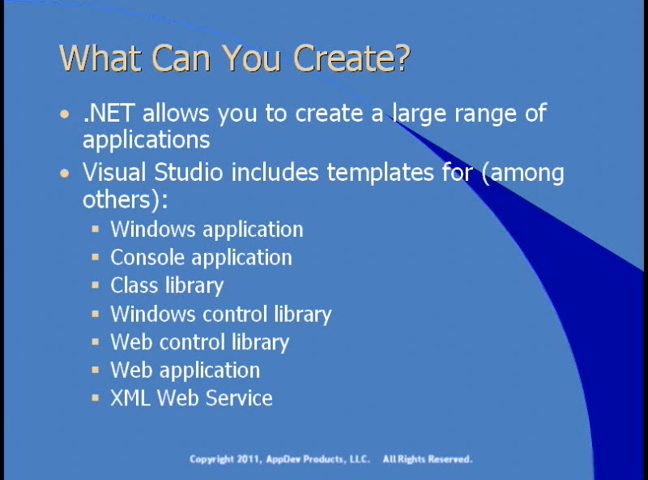 What Can You Create?
• .NET allows you to create a large range of
applications
• Visual Studio includes templates for (among
others):
▪ Windows application
▪ Console application
▪ Class library
▪ Windows control library
▪ Web control library
▪ Web application
▪ XML Web Service
Copyright 2011, AppDev Products, LLC. All Rights Reserved.